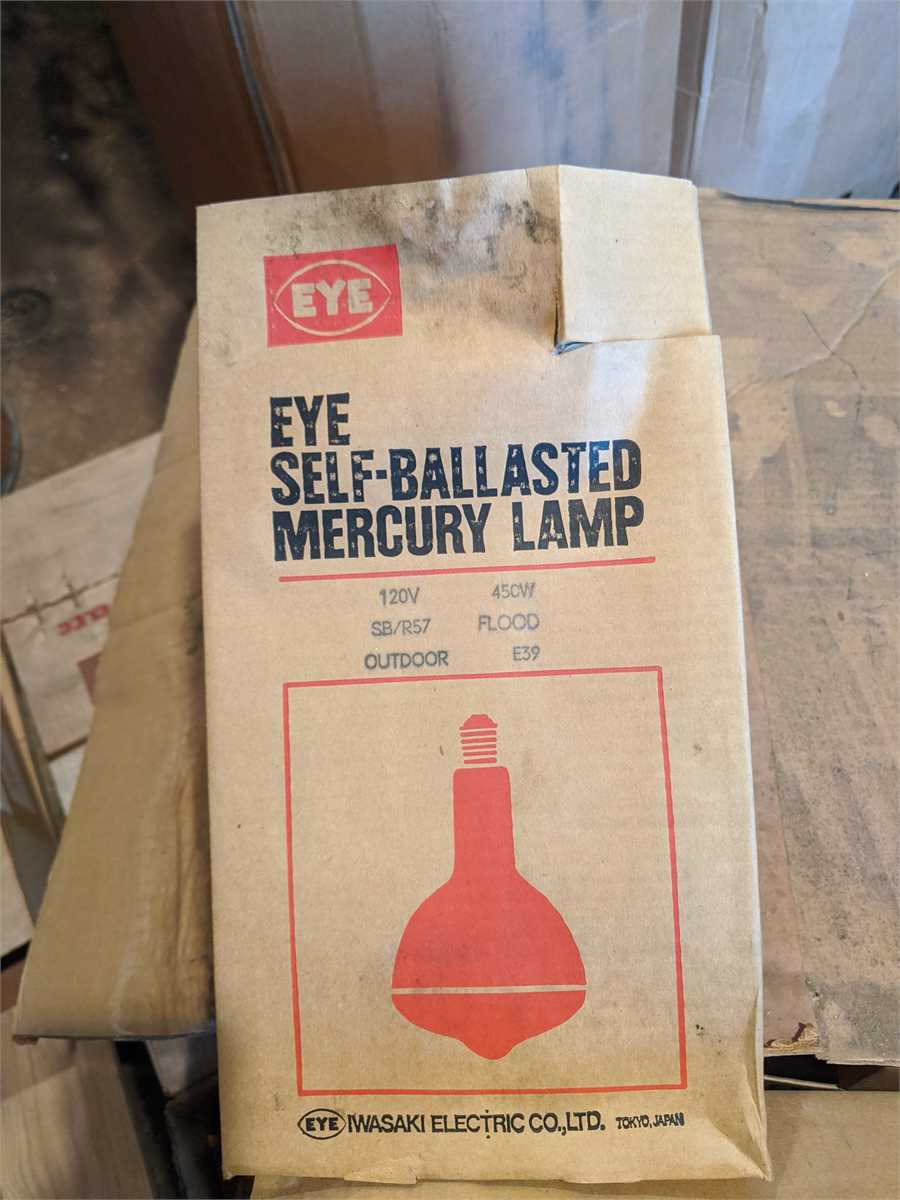 EYE
EYE
SELF-BALLASTED
MERCURY LAMP
120V 450W
SB/R57 FLOOD
OUTDOOR E39
EYE IWASAKI ELECTRIC CO.,LTD. TOKYO, JAPAN